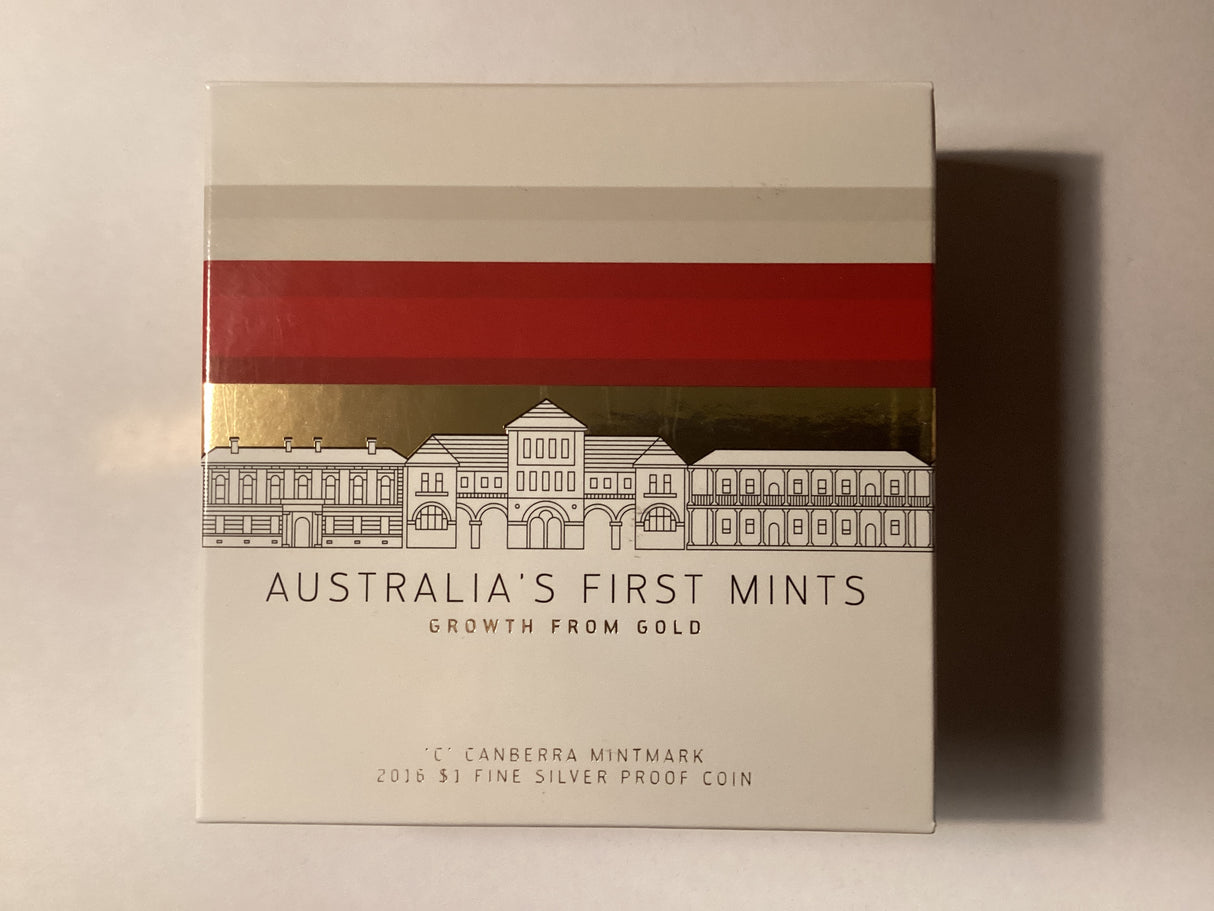 AUSTRALIA'S FIRST MINTS
GROWTH FROM GOLD
'C' CANBERRA MINTMARK
2016 $1 FINE SILVER PROOF COIN